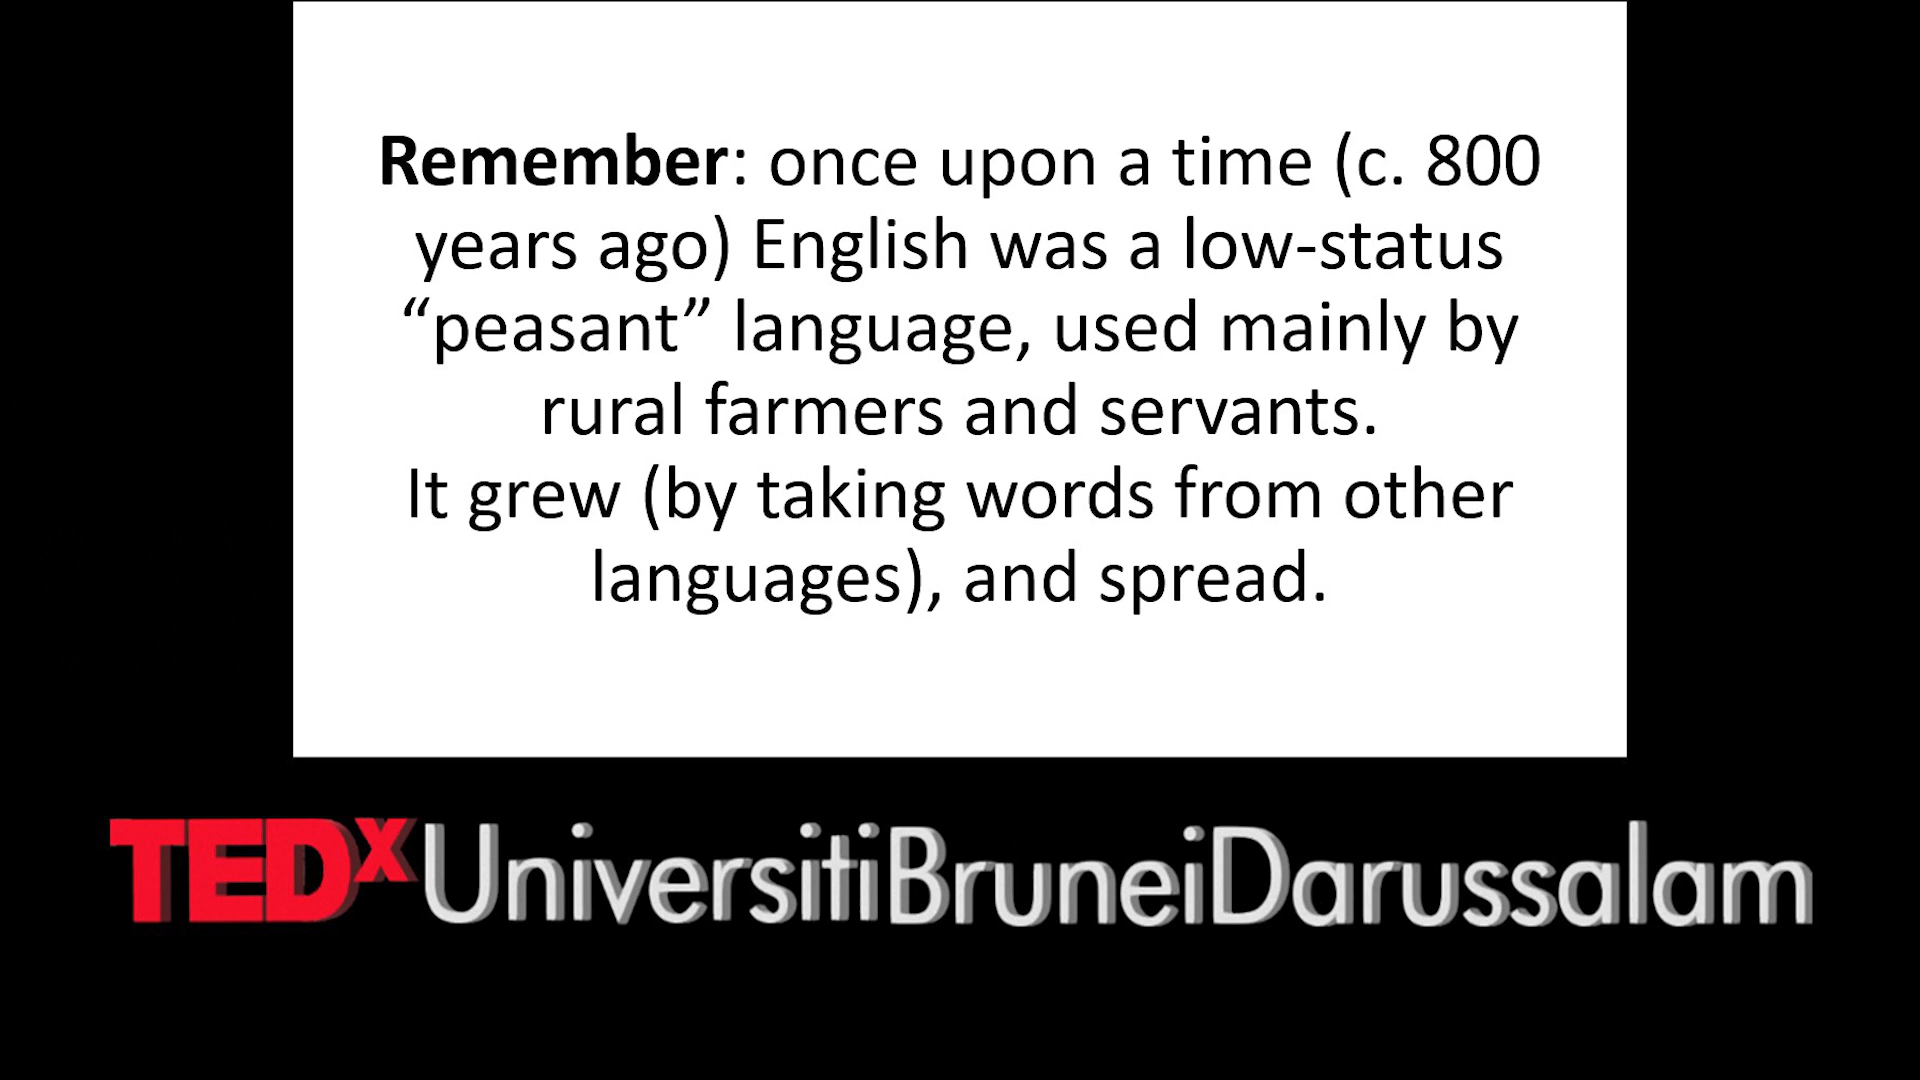 Remember: once upon a time (c. 800
years ago) English was a low-status
“peasant” language, used mainly by
rural farmers and servants.
It grew (by taking words from other
languages), and spread.
TEDxUniversitiBruneiDarussalam